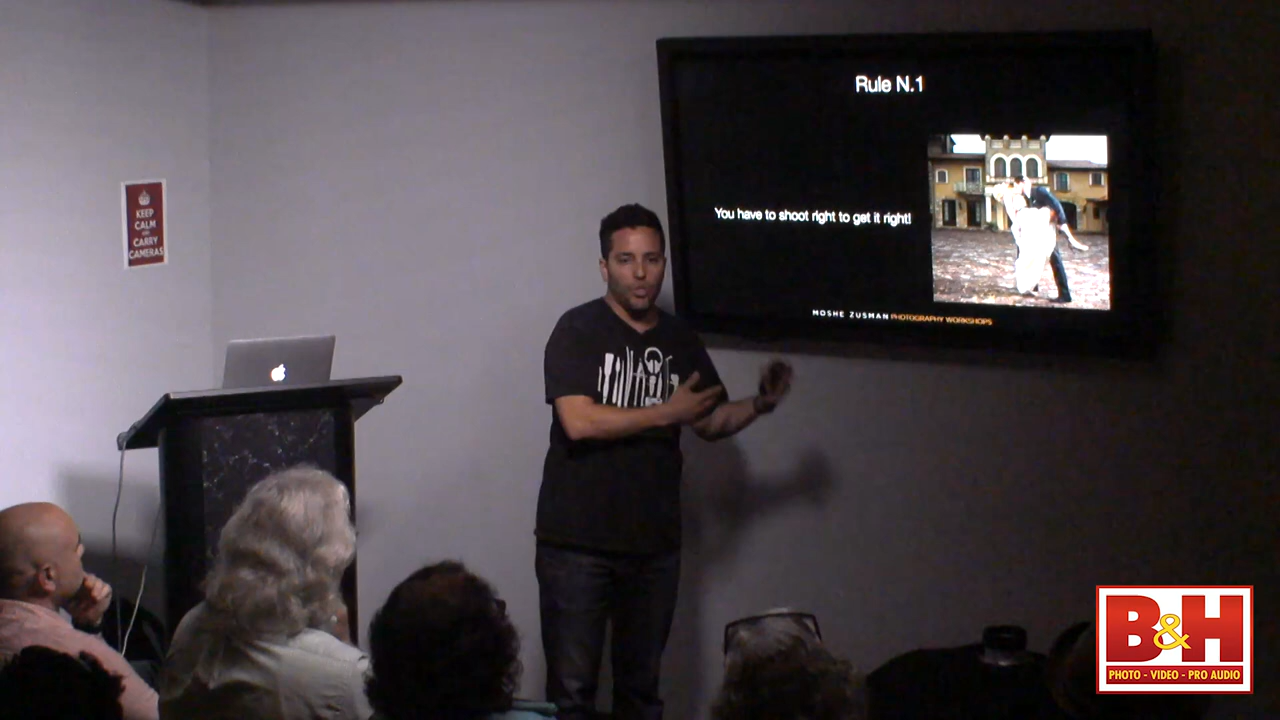 Rule N.1
You have to shoot right to get it right!
MOSHE ZUSMAN PHOTOGRAPHY WORKSHOPS
KEEP
CALM
AND
CARRY
CAMERAS
B&H
PHOTO - VIDEO - PRO AUDIO